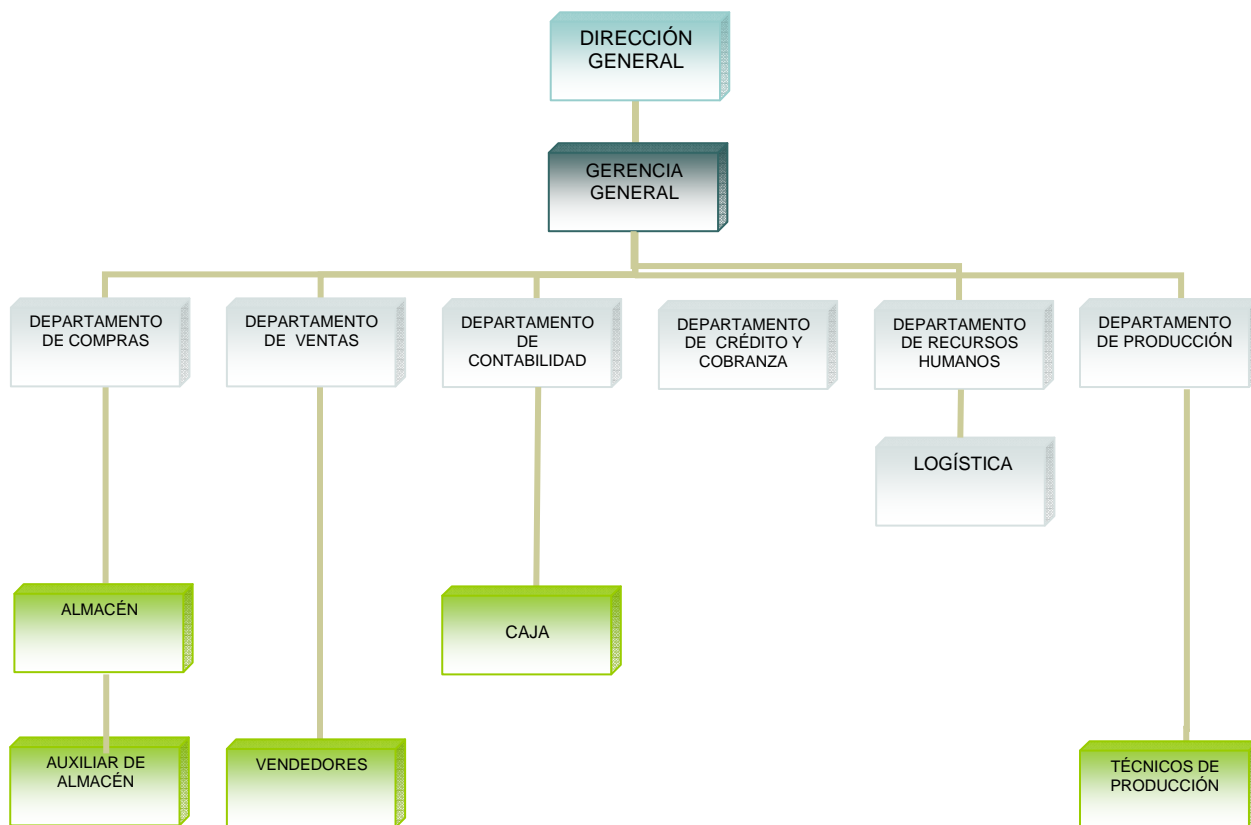 DIRECCIÓN
GENERAL
GERENCIA
GENERAL
DEPARTAMENTO
DE COMPRAS
DEPARTAMENTO
DE VENTAS
DEPARTAMENTO
DE
CONTABILIDAD
DEPARTAMENTO
DE CRÉDITO Y
COBRANZA
DEPARTAMENTO
DE RECURSOS
HUMANOS
DEPARTAMENTO
DE PRODUCCIÓN
LOGÍSTICA
ALMACÉN
CAJA
AUXILIAR DE
ALMACÉN
VENDEDORES
TÉCNICOS DE
PRODUCCIÓN